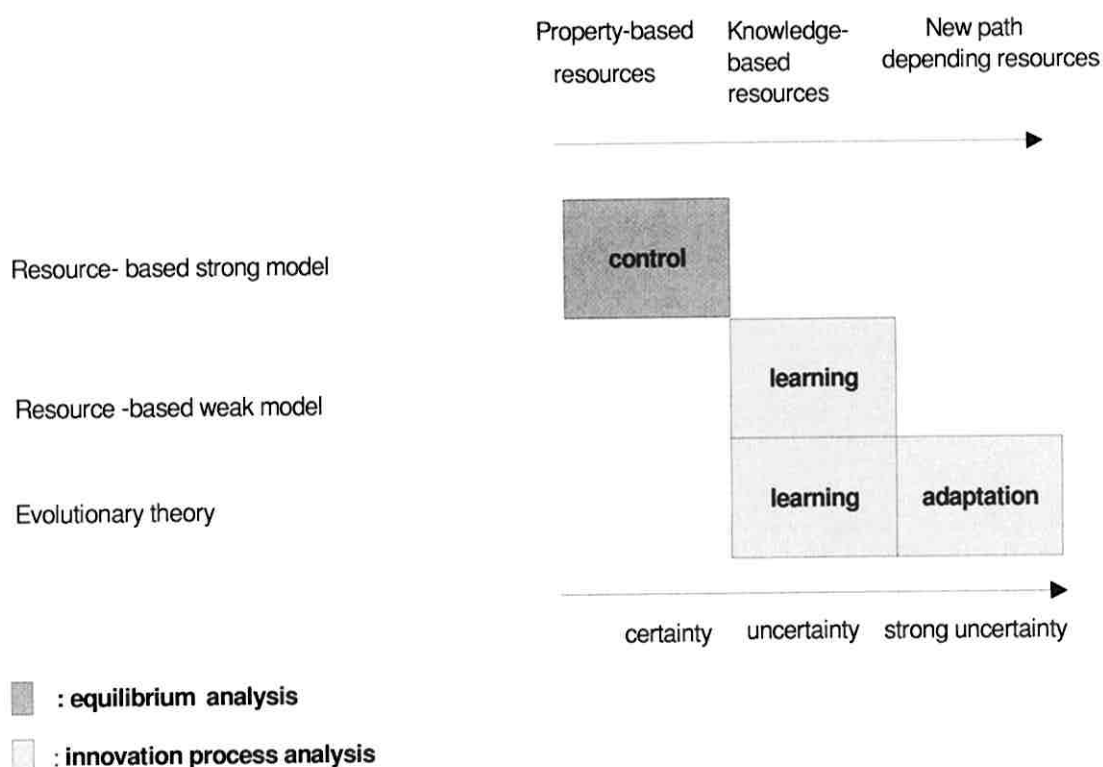 Property-based
resources
Knowledge-
based
resources
New path
depending resources
Resource- based strong model
control
Resource -based weak model
learning
Evolutionary theory
learning adaptation
certainty uncertainty strong uncertainty
: equilibrium analysis
: innovation process analysis